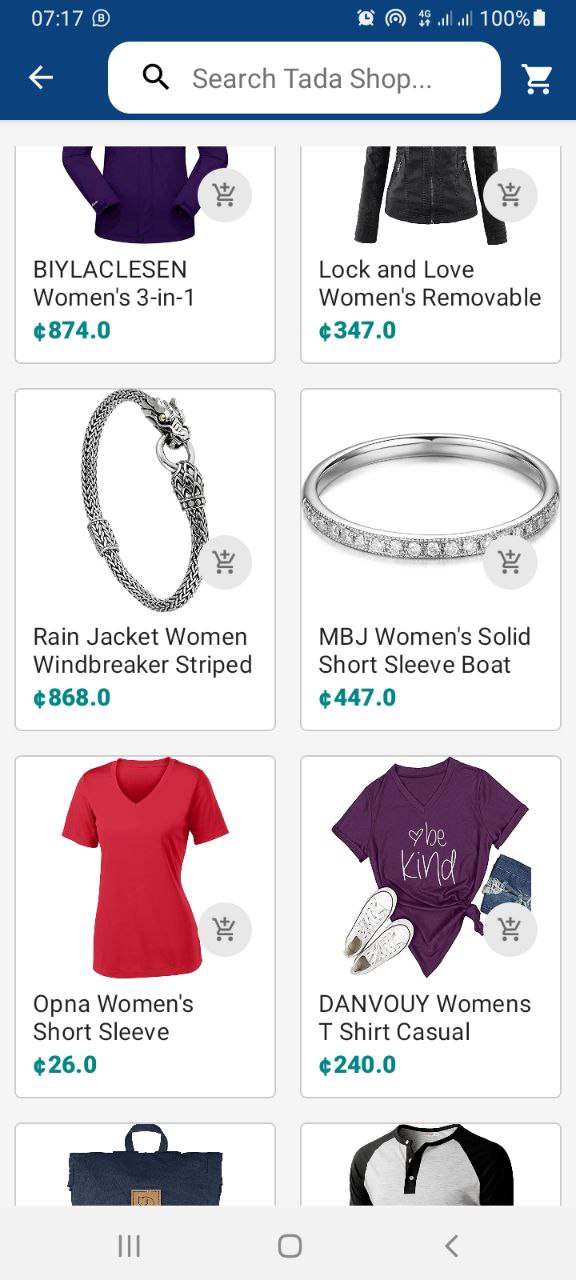 07:17
4G
100%
Search Tada Shop...
BIYLACLESEN
Women's 3-in-1
¢874.0
Lock and Love
Women's Removable
¢347.0
Rain Jacket Women
Windbreaker Striped
¢868.0
MBJ Women's Solid
Short Sleeve Boat
¢447.0
be
kind
Opna Women's
Short Sleeve
¢26.0
DANVOUY Womens
T Shirt Casual
¢240.0